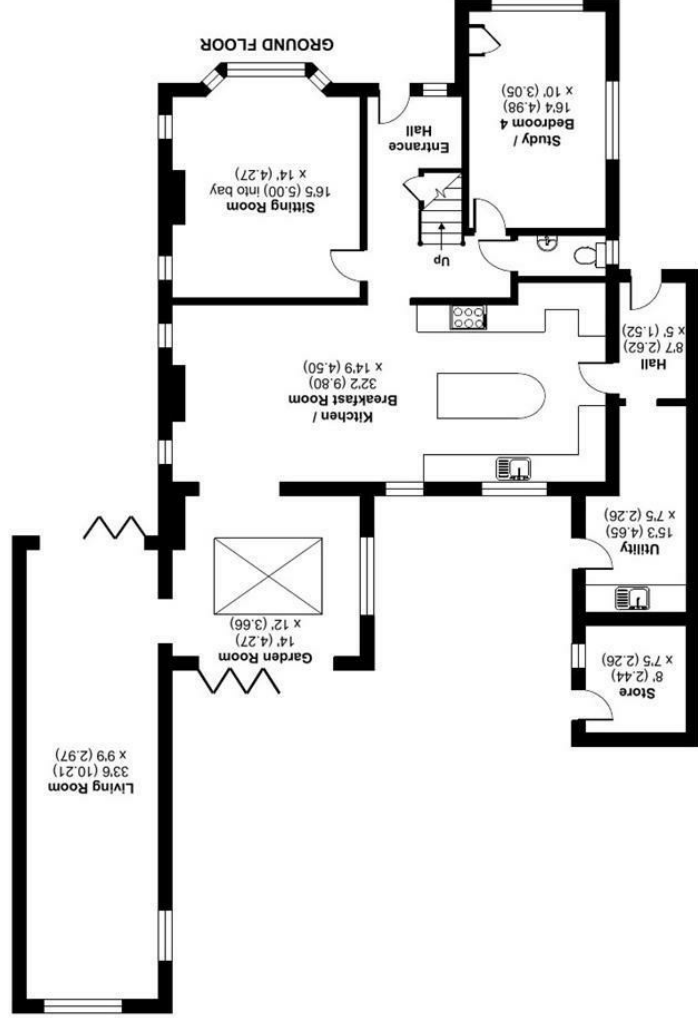 Living Room
33'6 (10.21)
x 9'9 (2.97)
Store
8' (2.44)
x 7'5 (2.26)
Garden Room
14' (4.27)
x 12' (3.66)
Utility
15'3 (4.65)
x 7'5 (2.26)
Kitchen /
Breakfast Room
32'2 (9.80)
x 14'9 (4.50)
Hall
8'7 (2.62)
x 5' (1.52)
Up
Sitting Room
16'5 (5.00) into bay
x 14' (4.27)
Entrance
Hall
Study /
Bedroom 4
16'4 (4.98)
x 10' (3.05)
GROUND FLOOR